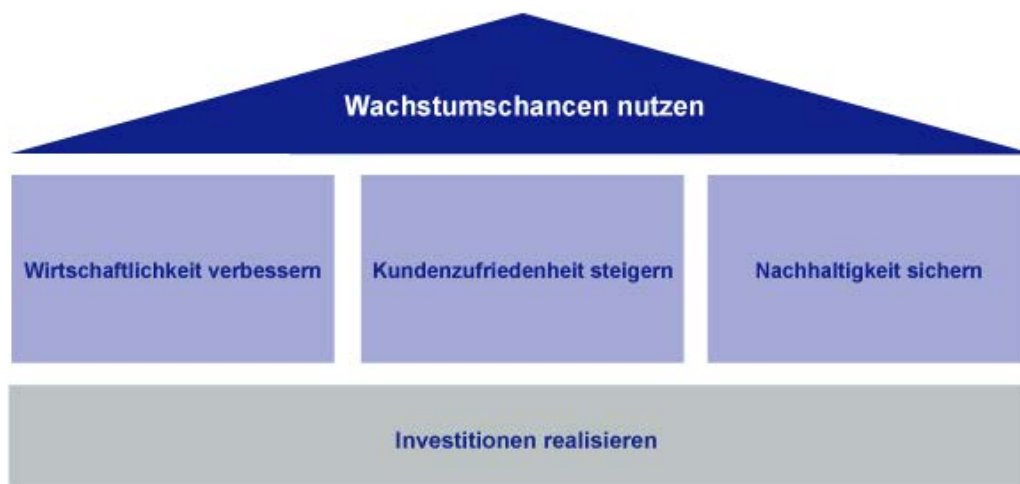 Wachstumschancen nutzen
Wirtschaftlichkeit verbessern
Kundenzufriedenheit steigern
Nachhaltigkeit sichern
Investitionen realisieren